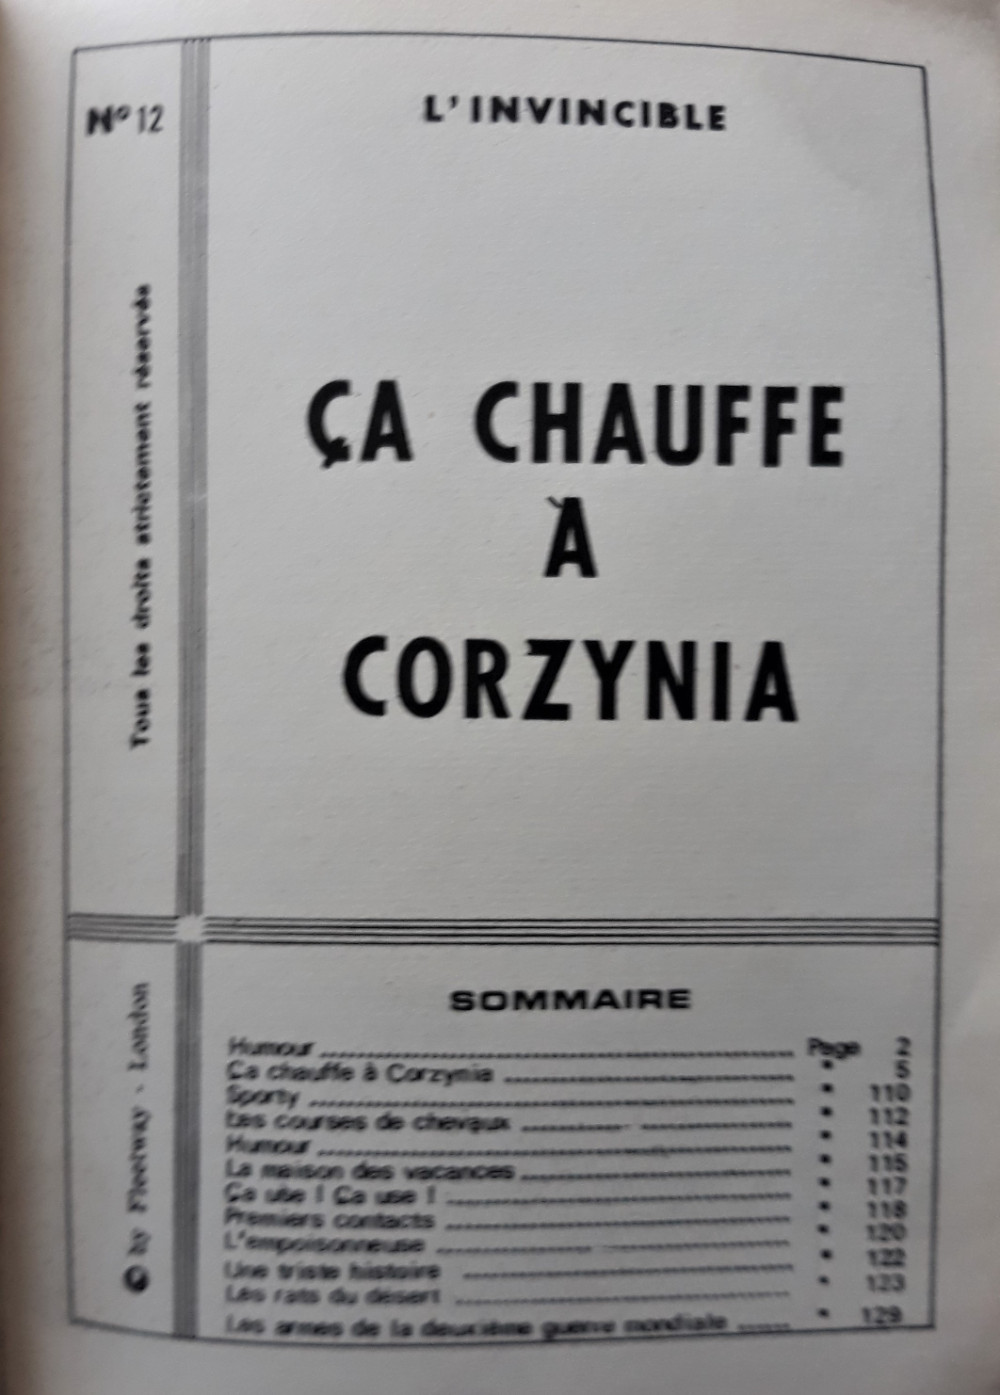 N° 12
L'INVINCIBLE
Tous les droits strictement réservés
ÇA CHAUFFE
À
CORZYNIA
© by Fleetway - London
SOMMAIRE
Humour ........ Page 2
Ça chauffe à Corzynia ........ " 5
Sporty ........ " 110
Les courses de chevaux ........ " 112
Humour ........ " 114
La maison des vacances ........ " 115
Ça use ! Ça use ! ........ " 117
Premiers contacts ........ " 118
L'empoisonneuse ........ " 120
Une triste histoire ........ " 122
Les rats du désert ........ " 123
Les armes de la deuxième guerre mondiale ........ " 129